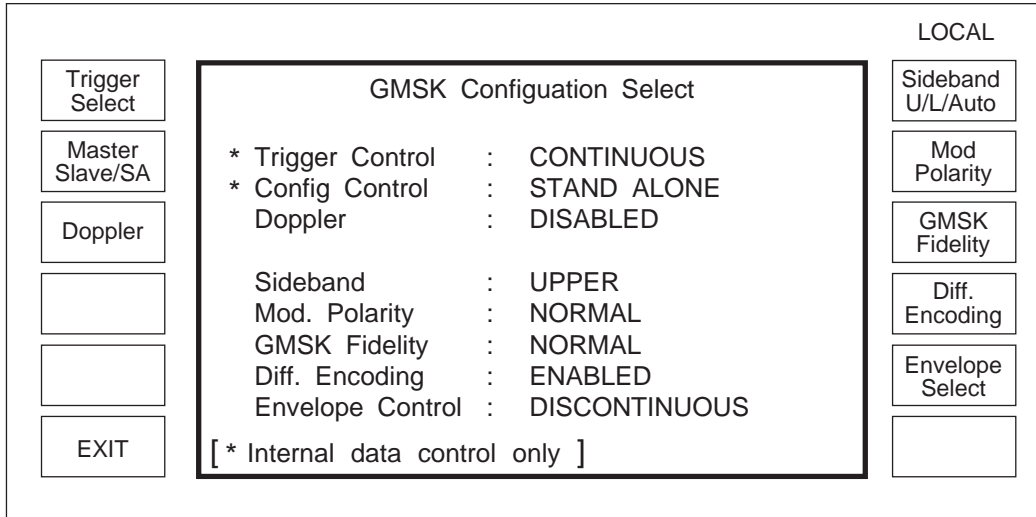 LOCAL
Trigger
Select
Master
Slave/SA
Doppler
EXIT
GMSK Configuation Select
* Trigger Control : CONTINUOUS
* Config Control : STAND ALONE
Doppler : DISABLED
Sideband : UPPER
Mod. Polarity : NORMAL
GMSK Fidelity : NORMAL
Diff. Encoding : ENABLED
Envelope Control : DISCONTINUOUS
[ * Internal data control only ]
Sideband
U/L/Auto
Mod
Polarity
GMSK
Fidelity
Diff.
Encoding
Envelope
Select